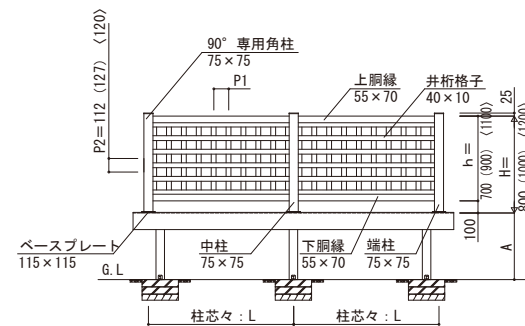 90° 専用角柱
75×75
P1
上胴縁
55×70
井桁格子
40×10
P2=112 (127) 〈120〉
25
h=
700 (900) 〈1100〉
H=
800 (1000) 〈1200〉
100
A
ベースプレート
115×115
中柱
75×75
下胴縁
55×70
端柱
75×75
G.L
柱芯々：L
柱芯々：L